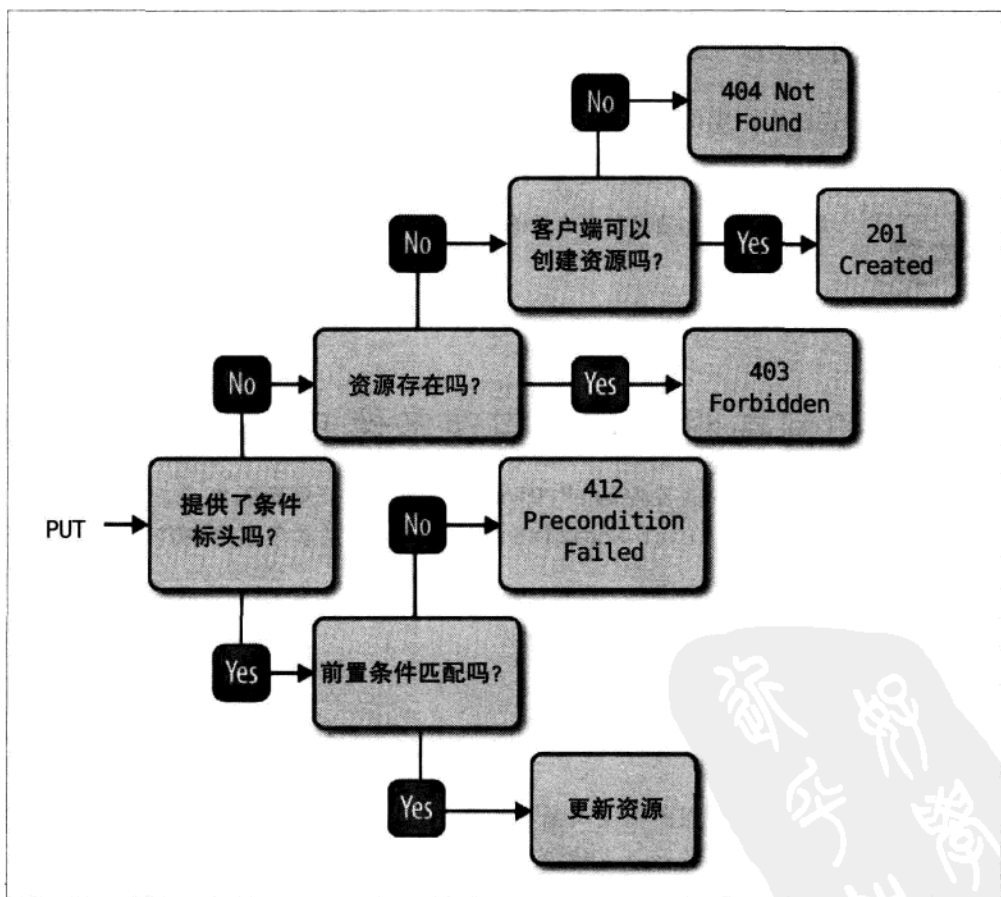 No
404 Not
Found
No
客户端可以
创建资源吗?
Yes
201
Created
No
资源存在吗?
Yes
403
Forbidden
PUT
提供了条件
标头吗?
No
412
Precondition
Failed
Yes
前置条件匹配吗?
Yes
更新资源